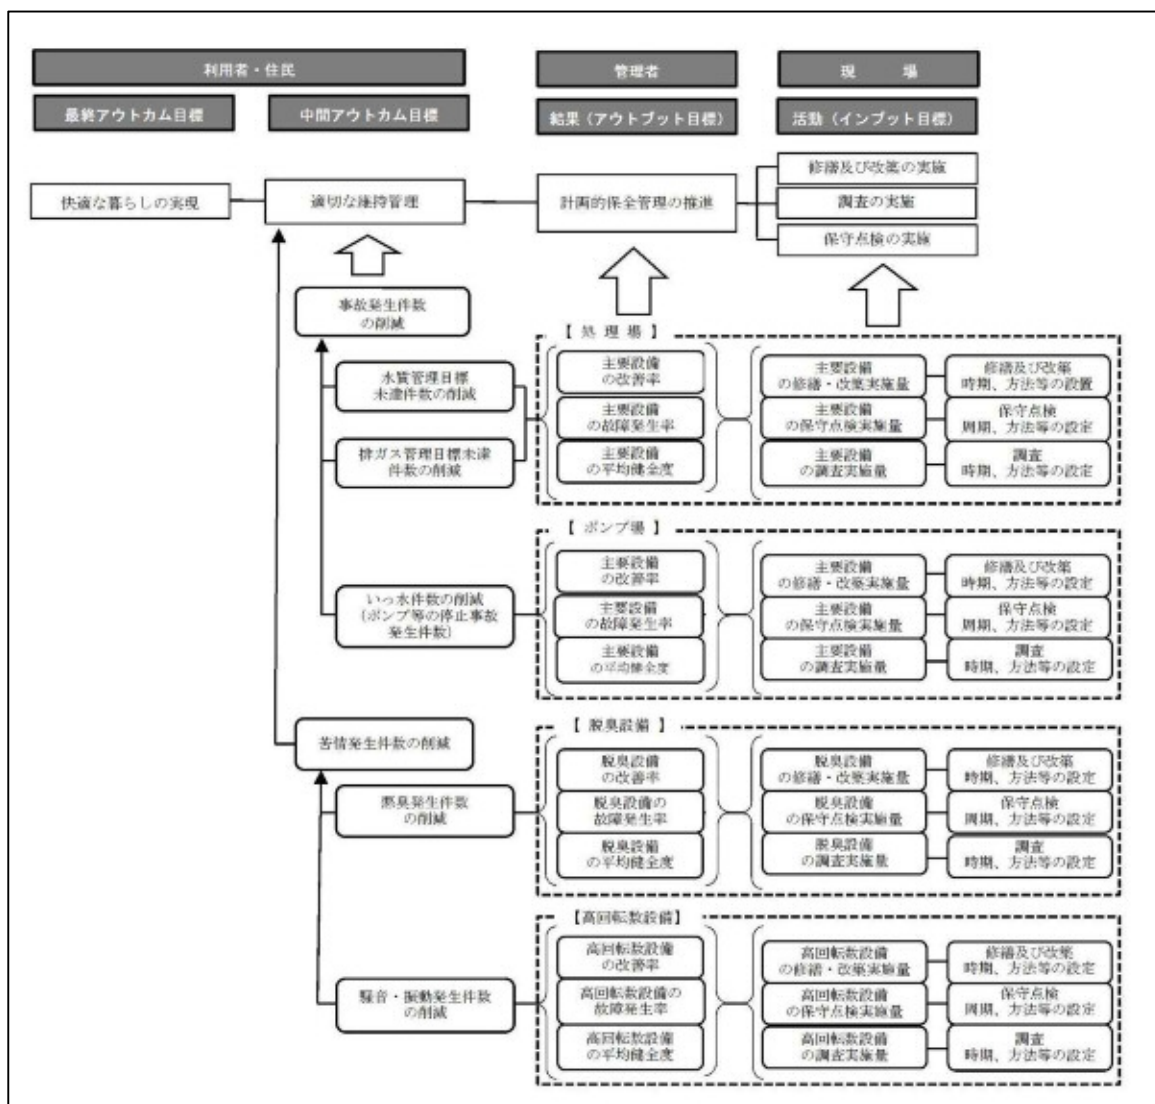 利用者・住民
管理者
現　場
最終アウトカム目標
中間アウトカム目標
結果（アウトプット目標）
活動（インプット目標）
快適な暮らしの実現
適切な維持管理
計画的保全管理の推進
修繕及び改築の実施
調査の実施
保守点検の実施
事故発生件数
の削減
水質管理目標
未達件数の削減
排ガス管理目標未達
件数の削減
【 処 理 場 】
主要設備
の改善率
主要設備
の故障発生率
主要設備
の平均健全度
主要設備
の修繕・改築実施量
主要設備
の保守点検実施量
主要設備
の調査実施量
修繕及び改築
時期、方法等の設置
保守点検
周期、方法等の設定
調査
時期、方法等の設定
いっ水件数の削減
（ポンプ等の停止事故
発生件数）
【 ポンプ場 】
主要設備
の改善率
主要設備
の故障発生率
主要設備
の平均健全度
主要設備
の修繕・改築実施量
主要設備
の保守点検実施量
主要設備
の調査実施量
修繕及び改築
時期、方法等の設定
保守点検
周期、方法等の設定
調査
時期、方法等の設定
苦情発生件数の削減
悪臭発生件数
の削減
【 脱臭設備 】
脱臭設備
の改善率
脱臭設備の
故障発生率
脱臭設備
の平均健全度
脱臭設備
の修繕・改築実施量
脱臭設備
の保守点検実施量
脱臭設備
の調査実施量
修繕及び改築
時期、方法等の設定
保守点検
周期、方法等の設定
調査
時期、方法等の設定
騒音・振動発生件数
の削減
【高回転数設備】
高回転数設備
の改善率
高回転数設備の
故障発生率
高回転数設備
の平均健全度
高回転数設備
の修繕・改築実施量
高回転数設備
の保守点検実施量
高回転数設備
の調査実施量
修繕及び改築
時期、方法等の設定
保守点検
周期、方法等の設定
調査
時期、方法等の設定